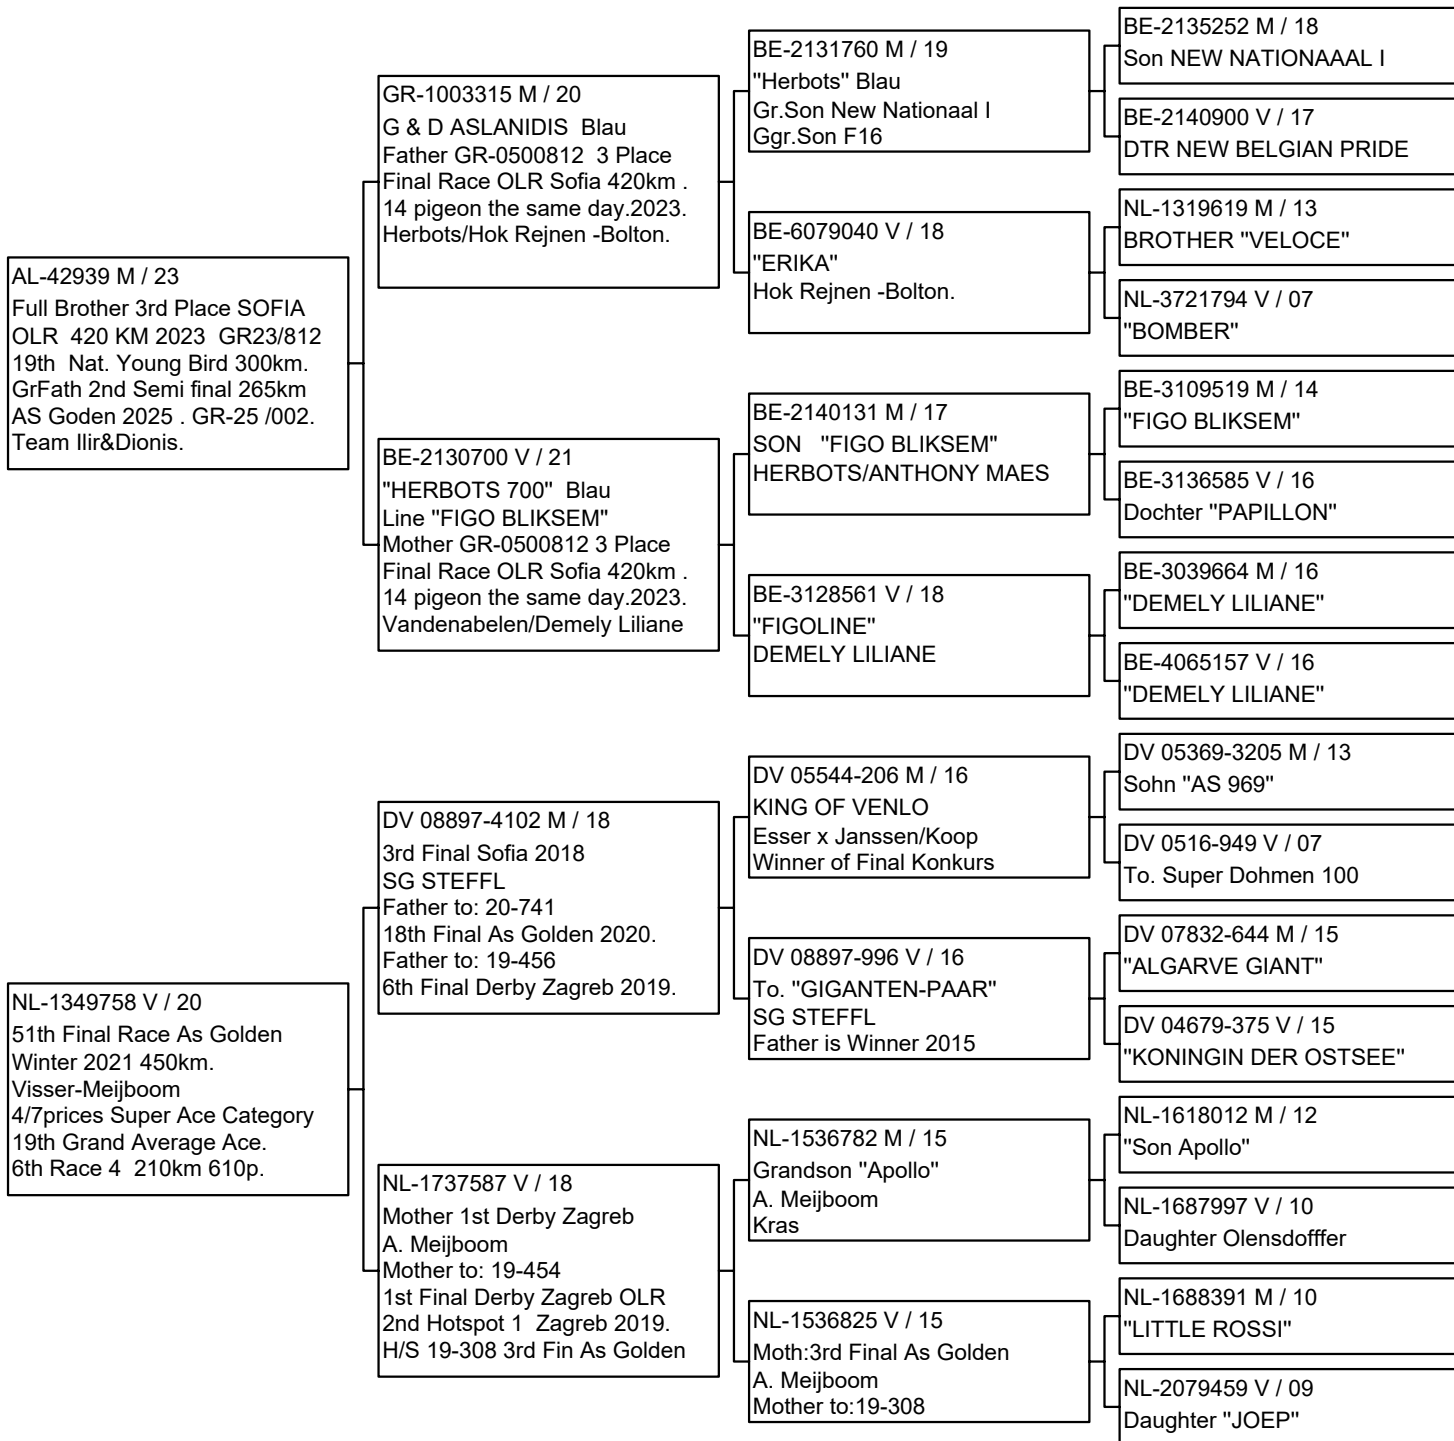 AL-42939 M / 23
Full Brother 3rd Place SOFIA
OLR 420 KM 2023 GR23/812
19th Nat. Young Bird 300km.
GrFath 2nd Semi final 265km
AS Goden 2025 . GR-25 /002.
Team Ilir&Dionis.
NL-1349758 V / 20
51th Final Race As Golden
Winter 2021 450km.
Visser-Meijboom
4/7prices Super Ace Category
19th Grand Average Ace.
6th Race 4 210km 610p.
GR-1003315 M / 20
G & D ASLANIDIS Blau
Father GR-0500812 3 Place
Final Race OLR Sofia 420km .
14 pigeon the same day.2023.
Herbots/Hok Rejnen -Bolton.
BE-2130700 V / 21
"HERBOTS 700" Blau
Line "FIGO BLIKSEM"
Mother GR-0500812 3 Place
Final Race OLR Sofia 420km .
14 pigeon the same day.2023.
Vandenabelen/Demely Liliane
DV 08897-4102 M / 18
3rd Final Sofia 2018
SG STEFFL
Father to: 20-741
18th Final As Golden 2020.
Father to: 19-456
6th Final Derby Zagreb 2019.
NL-1737587 V / 18
Mother 1st Derby Zagreb
A. Meijboom
Mother to: 19-454
1st Final Derby Zagreb OLR
2nd Hotspot 1 Zagreb 2019.
H/S 19-308 3rd Fin As Golden
BE-2131760 M / 19
"Herbots" Blau
Gr.Son New Nationaal I
Ggr.Son F16
BE-6079040 V / 18
"ERIKA"
Hok Rejnen -Bolton.
BE-2140131 M / 17
SON "FIGO BLIKSEM"
HERBOTS/ANTHONY MAES
BE-3128561 V / 18
"FIGOLINE"
DEMELY LILIANE
DV 05544-206 M / 16
KING OF VENLO
Esser x Janssen/Koop
Winner of Final Konkurs
DV 08897-996 V / 16
To. "GIGANTEN-PAAR"
SG STEFFL
Father is Winner 2015
NL-1536782 M / 15
Grandson "Apollo"
A. Meijboom
Kras
NL-1536825 V / 15
Moth:3rd Final As Golden
A. Meijboom
Mother to:19-308
BE-2135252 M / 18
Son NEW NATIONAAAL I
BE-2140900 V / 17
DTR NEW BELGIAN PRIDE
NL-1319619 M / 13
BROTHER "VELOCE"
NL-3721794 V / 07
"BOMBER"
BE-3109519 M / 14
"FIGO BLIKSEM"
BE-3136585 V / 16
Dochter "PAPILLON"
BE-3039664 M / 16
"DEMELY LILIANE"
BE-4065157 V / 16
"DEMELY LILIANE"
DV 05369-3205 M / 13
Sohn "AS 969"
DV 0516-949 V / 07
To. Super Dohmen 100
DV 07832-644 M / 15
"ALGARVE GIANT"
DV 04679-375 V / 15
"KONINGIN DER OSTSEE"
NL-1618012 M / 12
"Son Apollo"
NL-1687997 V / 10
Daughter Olensdofffer
NL-1688391 M / 10
"LITTLE ROSSI"
NL-2079459 V / 09
Daughter "JOEP"